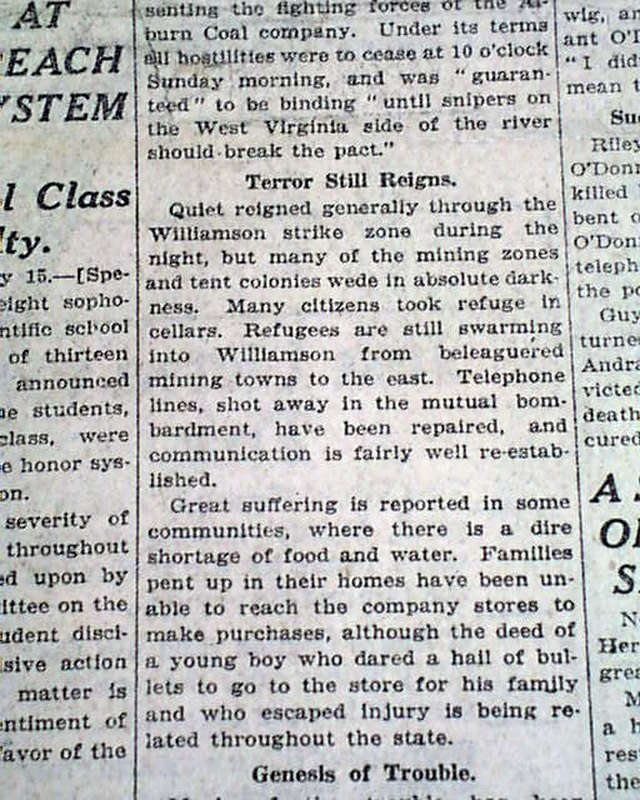 AT
EACH
YSTEM
l Class
lty.
y 15.—[Spe-
eight sopho-
ntific school
of thirteen
announced
ne students,
class, were
e honor sys-
on.
severity of
throughout
ed upon by
ittee on the
udent disci-
sive action
matter is
entiment of
favor of the
senting the fighting forces of the Al-
burn Coal company. Under its terms
all hostilities were to cease at 10 o'clock
Sunday morning, and was "guaran-
teed" to be binding "until snipers on
the West Virginia side of the river
should break the pact."
Terror Still Reigns.
Quiet reigned generally through the
Williamson strike zone during the
night, but many of the mining zones
and tent colonies wede in absolute dark-
ness. Many citizens took refuge in
cellars. Refugees are still swarming
into Williamson from beleaguered
mining towns to the east. Telephone
lines, shot away in the mutual bom-
bardment, have been repaired, and
communication is fairly well re-estab-
lished.
Great suffering is reported in some
communities, where there is a dire
shortage of food and water. Families
pent up in their homes have been un-
able to reach the company stores to
make purchases, although the deed of
a young boy who dared a hail of bul-
lets to go to the store for his family
and who escaped injury is being re-
lated throughout the state.
Genesis of Trouble.
wig, an
ant O'D
"I did
mean t
Su
Riley
O'Donn
killed
bent o
O'Don
teleph
the po
Guy
turne
Andra
victe
death
cured
A S
O
S
N
Her
grea
M
a h
res
the